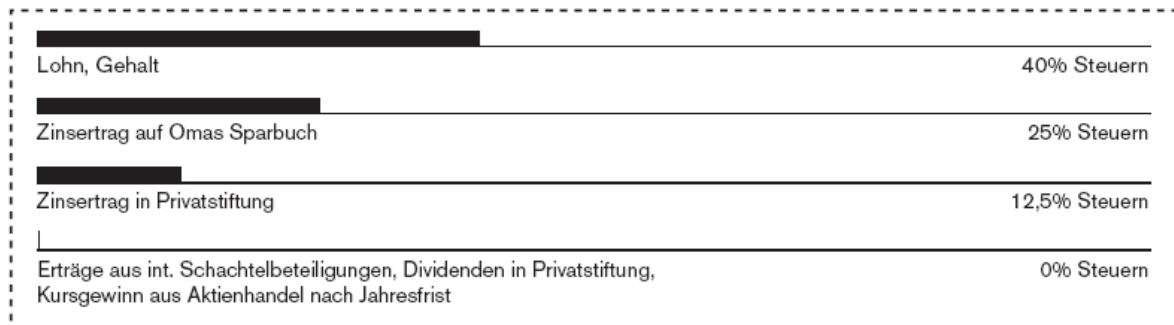 Lohn, Gehalt 40% Steuern
Zinsertrag auf Omas Sparbuch 25% Steuern
Zinsertrag in Privatstiftung 12,5% Steuern
Erträge aus int. Schachtelbeteiligungen, Dividenden in Privatstiftung, 0% Steuern
Kursgewinn aus Aktienhandel nach Jahresfrist